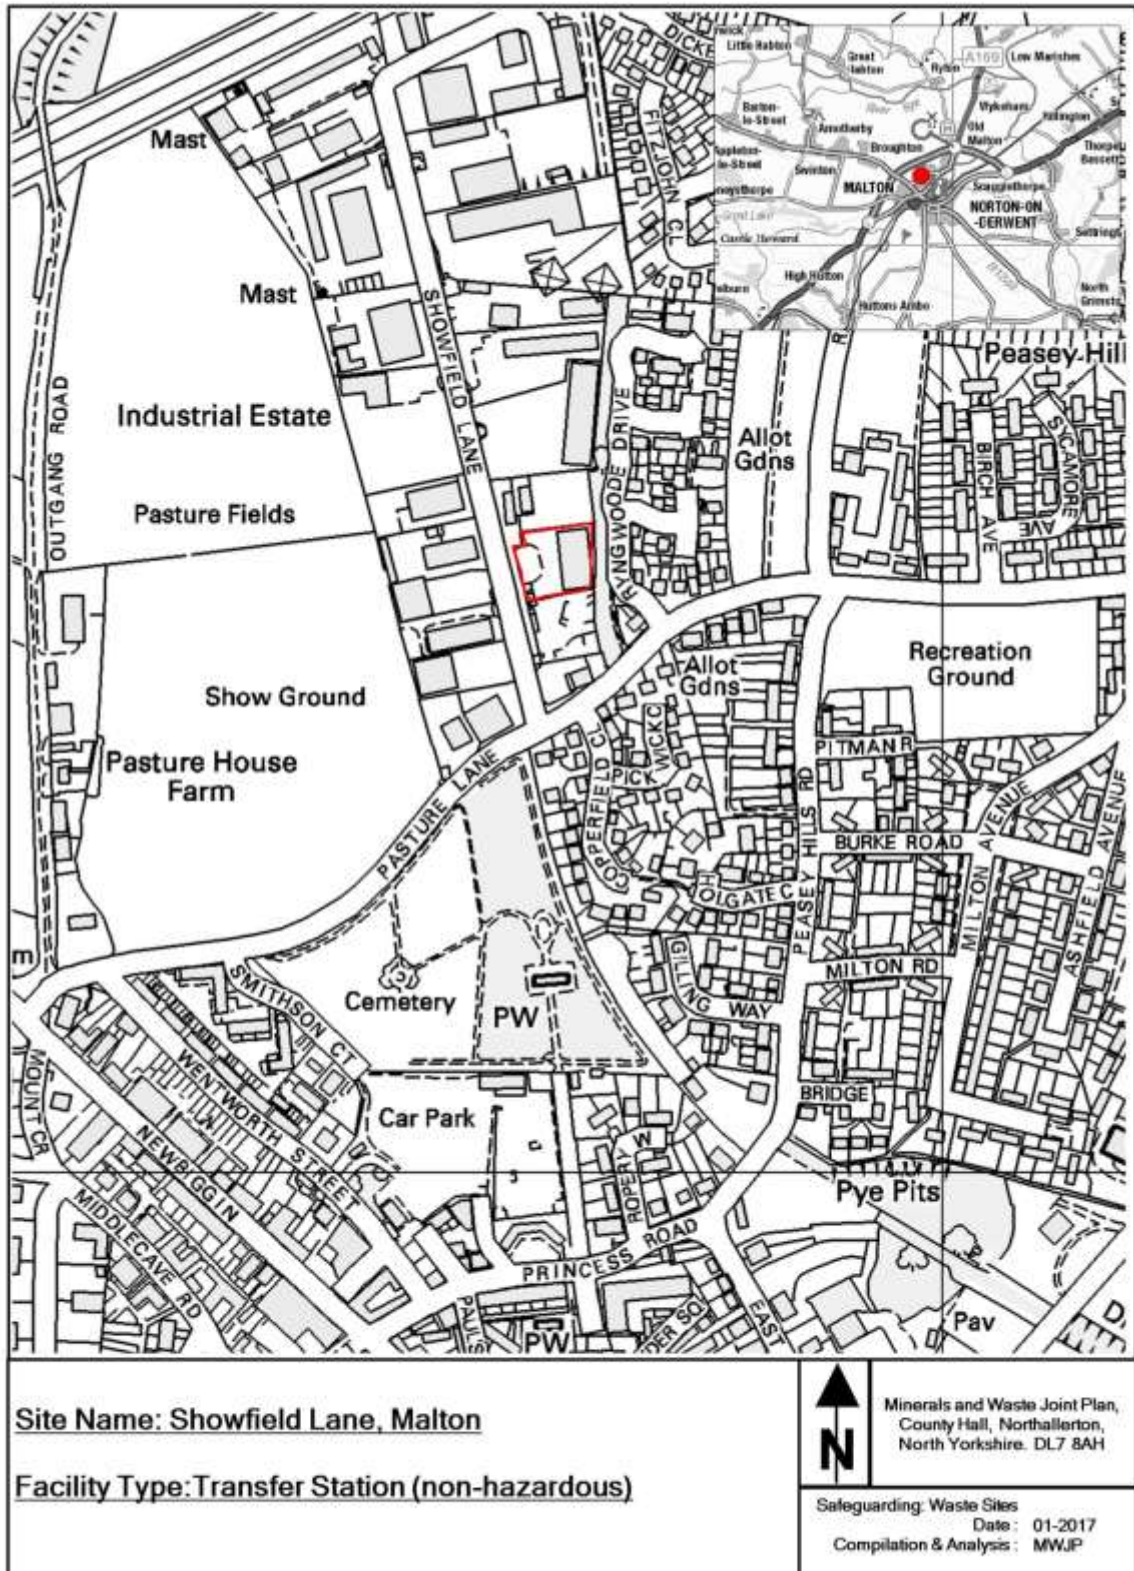 Little Habton
Great
Habton
Ryton
A169
Low Marishes
Barton-
le-Street
Amotherby
Wykeham
Old
Malton
Rillington
Appleton-
le-Street
Swinton
Broughton
Thorpe
Bassett
MALTON
Scagglethorpe
NORTON-ON
-DERWENT
Castle Howard
High Hutton
Huttons Ambo
North
Mast
Mast
FITZJOHN CL
SHOWFIELD LANE
OUTGANG ROAD
Industrial Estate
Pasture Fields
RYNGWOODE DRIVE
Allot
Gdns
Peasey Hill
BIRCH AVE
SYCAMORE AVE
Show Ground
Pasture House
Farm
PASTURE LANE
Allot
Gdns
Recreation
Ground
COPPERFIELD CL
PICKWICK C
PITMAN R
PEASEY HILLS RD
BURKE ROAD
MILTON AVENUE
ASHFIELD AVENUE
HOLGATE C
GILING WAY
MILTON RD
BRIDGE
SMITHSON CT
Cemetery
PW
WENTWORTH STREET
MOUNT CR
NEWBIGGIN
MIDDLECAVE RD
Car Park
ROPERY W
PRINCESS ROAD
Pye Pits
PAUL'S
PW
DER SQ
EAST
Pav
Site Name: Showfield Lane, Malton
Facility Type:Transfer Station (non-hazardous)
N
Minerals and Waste Joint Plan,
County Hall, Northallerton,
North Yorkshire. DL7 8AH
Safeguarding: Waste Sites
Date : 01-2017
Compilation & Analysis : MWJP